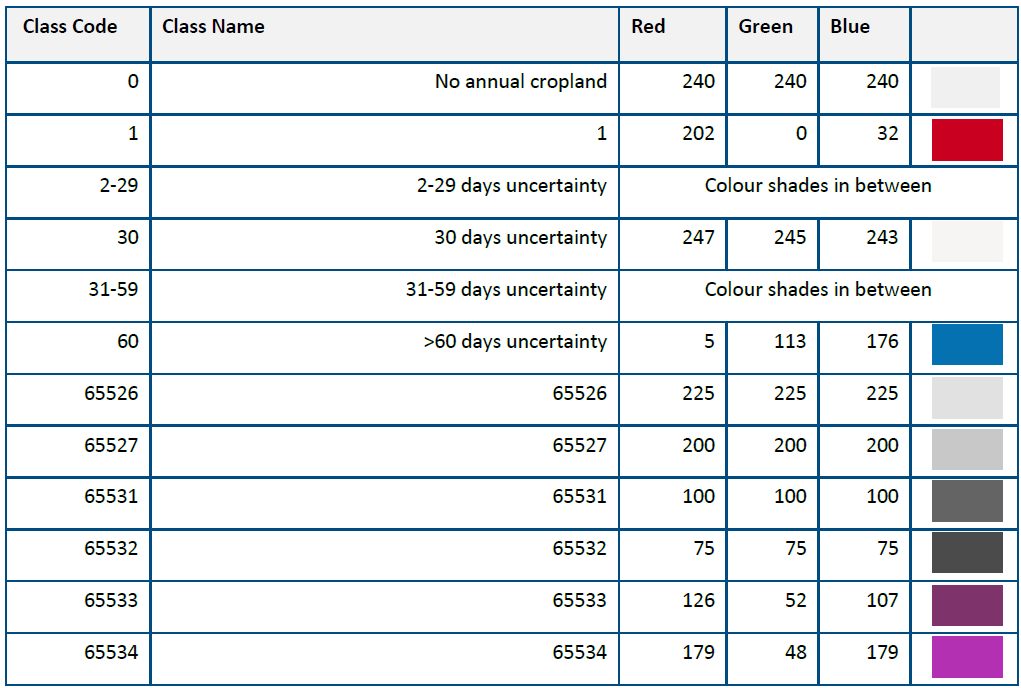 Class Code Class Name Red Green Blue
0 No annual cropland 240 240 240
1 1 202 0 32
2-29 2-29 days uncertainty Colour shades in between
30 30 days uncertainty 247 245 243
31-59 31-59 days uncertainty Colour shades in between
60 >60 days uncertainty 5 113 176
65526 65526 225 225 225
65527 65527 200 200 200
65531 65531 100 100 100
65532 65532 75 75 75
65533 65533 126 52 107
65534 65534 179 48 179